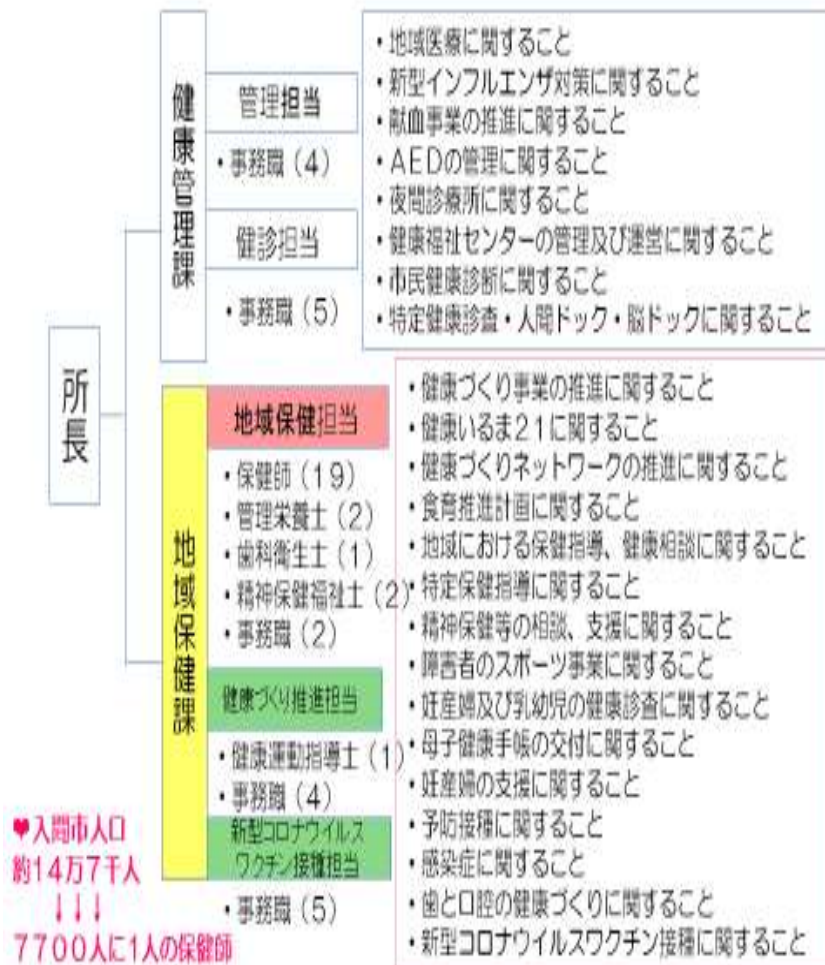 所長
健康管理課
管理担当
・事務職（4）
健診担当
・事務職（5）
・地域医療に関すること
・新型インフルエンザ対策に関すること
・献血事業の推進に関すること
・AEDの管理に関すること
・夜間診療所に関すること
・健康福祉センターの管理及び運営に関すること
・市民健康診断に関すること
・特定健康診査・人間ドック・脳ドックに関すること
地域保健課
地域保健担当
・保健師（19）
・管理栄養士（2）
・歯科衛生士（1）
・精神保健福祉士（2）
・事務職（2）
健康づくり推進担当
・健康運動指導士（1）
・事務職（4）
新型コロナウイルス
ワクチン接種担当
・事務職（5）
・健康づくり事業の推進に関すること
・健康いるま21に関すること
・健康づくりネットワークの推進に関すること
・食育推進計画に関すること
・地域における保健指導、健康相談に関すること
・特定保健指導に関すること
・精神保健等の相談、支援に関すること
・障害者のスポーツ事業に関すること
・妊産婦及び乳幼児の健康診査に関すること
・母子健康手帳の交付に関すること
・妊産婦の支援に関すること
・予防接種に関すること
・感染症に関すること
・歯と口腔の健康づくりに関すること
・新型コロナウイルスワクチン接種に関すること
♥入間市人口
約14万7千人
↓↓↓
7700人に1人の保健師